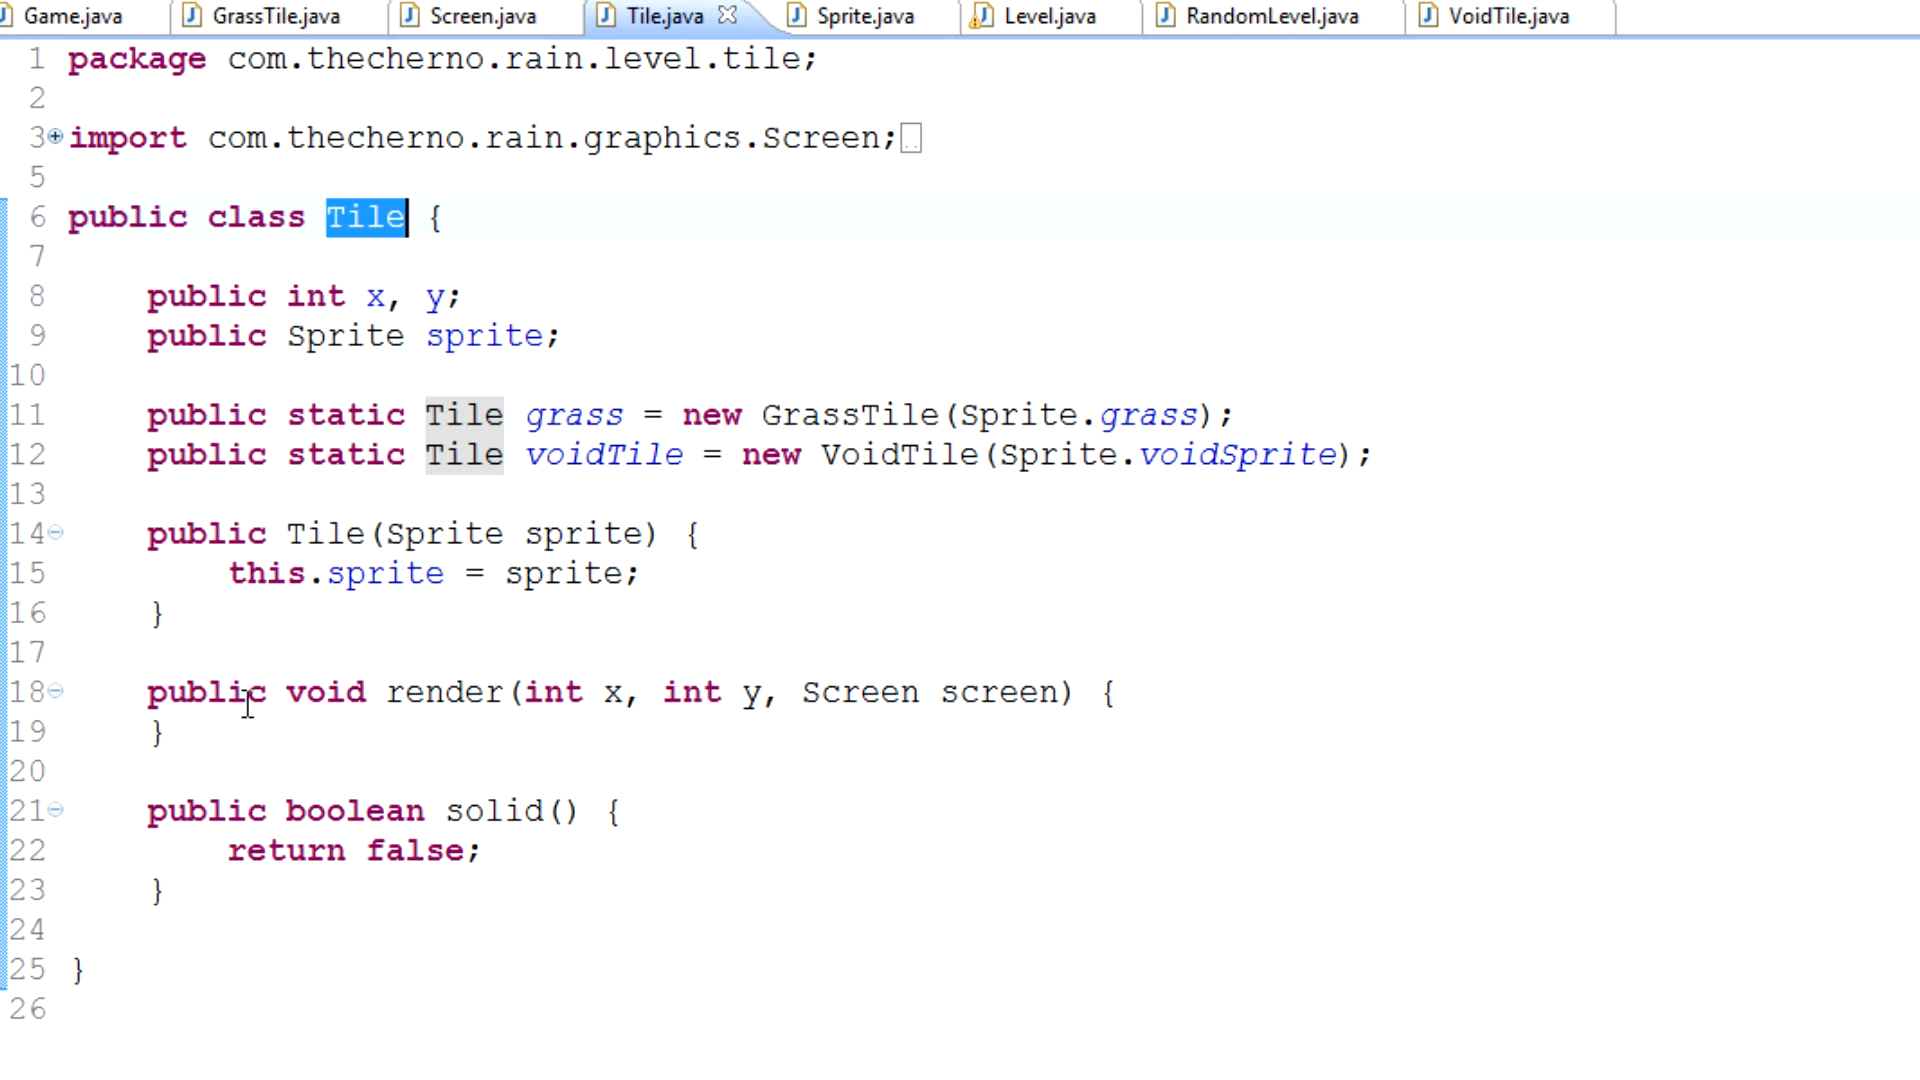 Game.java GrassTile.java Screen.java Tile.java Sprite.java Level.java RandomLevel.java VoidTile.java
1 package com.thecherno.rain.level.tile;
2
3 import com.thecherno.rain.graphics.Screen;
5
6 public class Tile {
7
8 public int x, y;
9 public Sprite sprite;
10
11 public static Tile grass = new GrassTile(Sprite.grass);
12 public static Tile voidTile = new VoidTile(Sprite.voidSprite);
13
14 public Tile(Sprite sprite) {
15 this.sprite = sprite;
16 }
17
18 public void render(int x, int y, Screen screen) {
19 }
20
21 public boolean solid() {
22 return false;
23 }
24
25 }
26